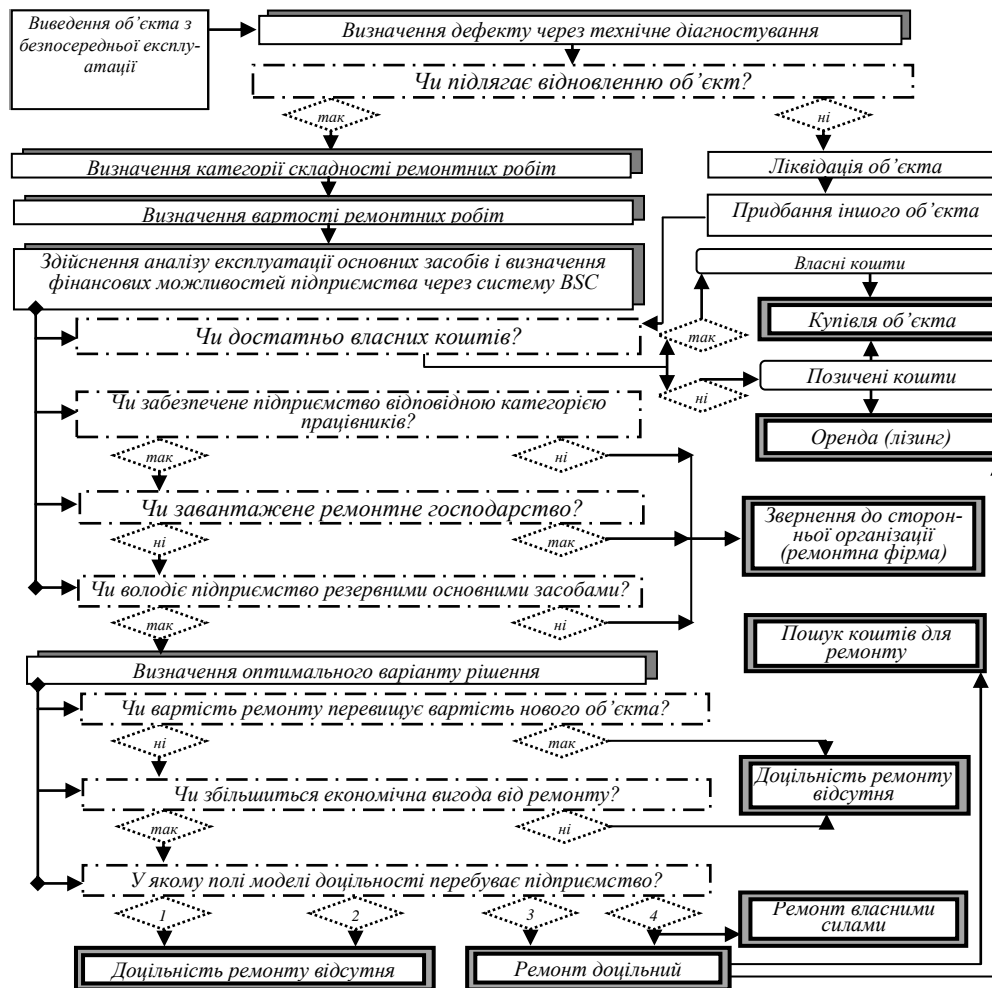 Виведення об’єкта з
безпосередньої експлу-
атації
Визначення дефекту через технічне діагностування
Чи підлягає відновленню об’єкт?
так
ні
Визначення категорії складності ремонтних робіт
Ліквідація об’єкта
Визначення вартості ремонтних робіт
Придбання іншого об’єкта
Здійснення аналізу експлуатації основних засобів і визначення
фінансових можливостей підприємства через систему BSC
Власні кошти
Купівля об’єкта
Чи достатньо власних коштів?
так
ні
Позичені кошти
Чи забезпечене підприємство відповідною категорією
працівників?
Оренда (лізинг)
так
ні
Чи завантажене ремонтне господарство?
Звернення до сторон-
ньої організації
(ремонтна фірма)
ні
так
Чи володіє підприємство резервними основними засобами?
так
ні
Пошук коштів для
ремонту
Визначення оптимального варіанту рішення
Чи вартість ремонту перевищує вартість нового об’єкта?
ні
так
Доцільність ремонту
відсутня
Чи збільшиться економічна вигода від ремонту?
так
ні
У якому полі моделі доцільності перебуває підприємство?
1
2
3
4
Ремонт власними
силами
Доцільність ремонту відсутня
Ремонт доцільний